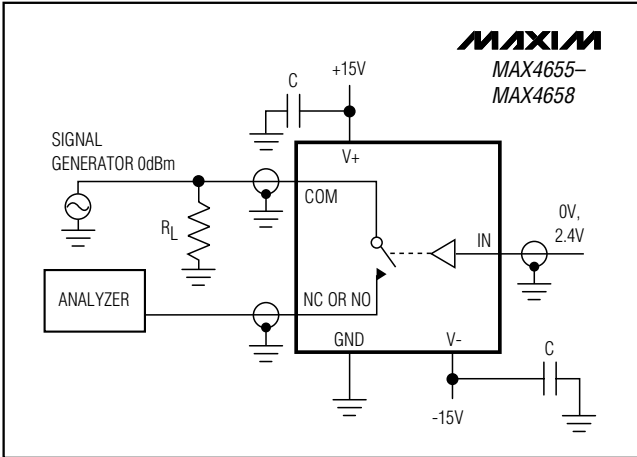 MAXIM
MAX4655–
MAX4658
+15V
C
V+
SIGNAL
GENERATOR 0dBm
COM
RL
0V,
2.4V
IN
ANALYZER
NC OR NO
GND
V-
C
-15V